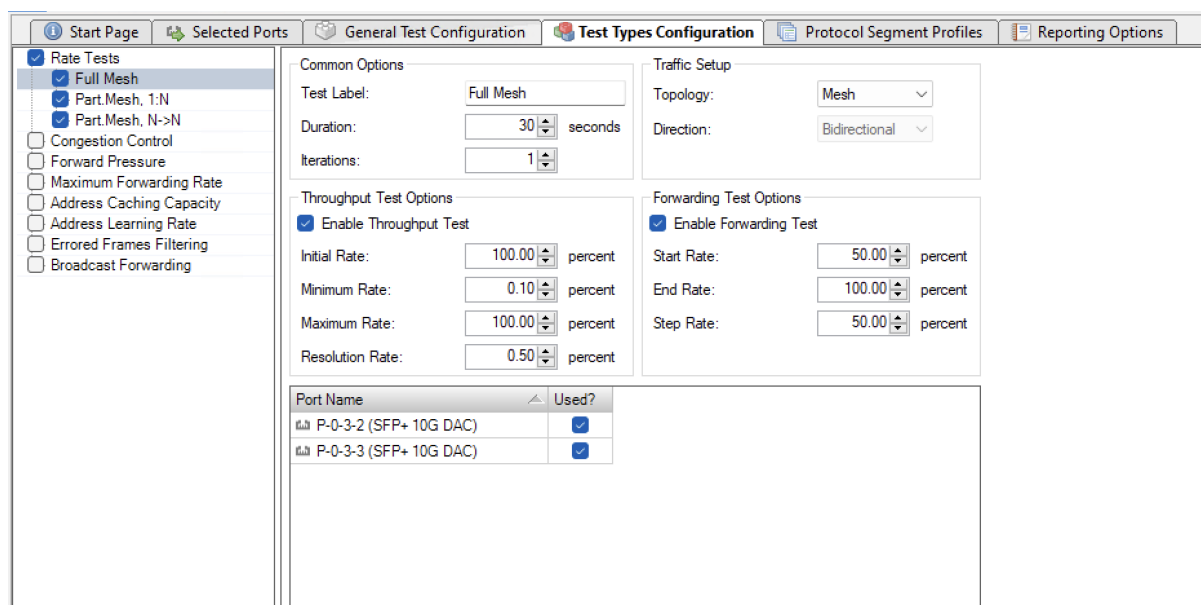 Start Page
Selected Ports
General Test Configuration
Test Types Configuration
Protocol Segment Profiles
Reporting Options
Rate Tests
Full Mesh
Part.Mesh, 1:N
Part.Mesh, N->N
Congestion Control
Forward Pressure
Maximum Forwarding Rate
Address Caching Capacity
Address Learning Rate
Errored Frames Filtering
Broadcast Forwarding
Common Options
Test Label: Full Mesh
Duration: 30 seconds
Iterations: 1
Traffic Setup
Topology: Mesh
Direction: Bidirectional
Throughput Test Options
Enable Throughput Test
Initial Rate: 100.00 percent
Minimum Rate: 0.10 percent
Maximum Rate: 100.00 percent
Resolution Rate: 0.50 percent
Forwarding Test Options
Enable Forwarding Test
Start Rate: 50.00 percent
End Rate: 100.00 percent
Step Rate: 50.00 percent
Port Name Used?
P-0-3-2 (SFP+ 10G DAC)
P-0-3-3 (SFP+ 10G DAC)